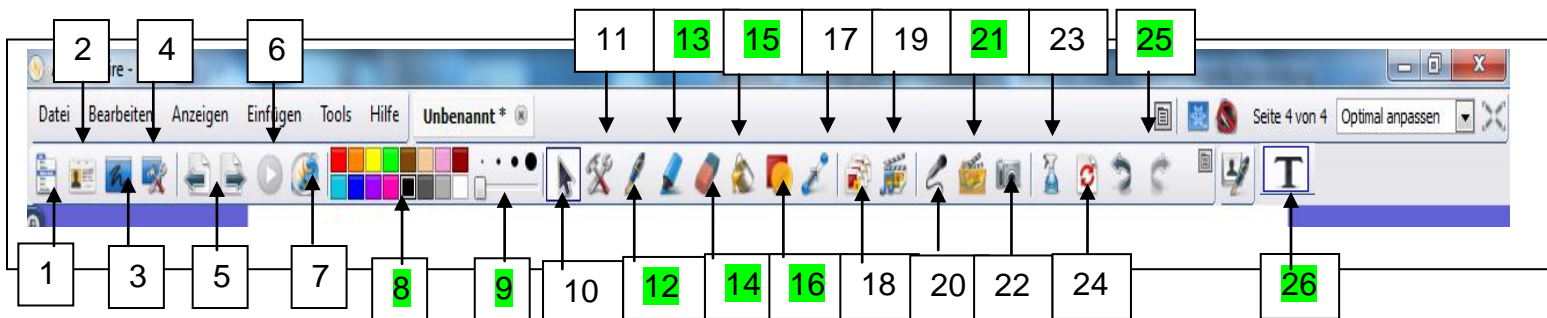 2 4 6 11 13 15 17 19 21 23 25
ire -
Datei Bearbeiten Anzeigen Einfügen Tools Hilfe Unbenannt * Seite 4 von 4 Optimal anpassen
T
1 3 5 7 8 9 10 12 14 16 18 20 22 24 26